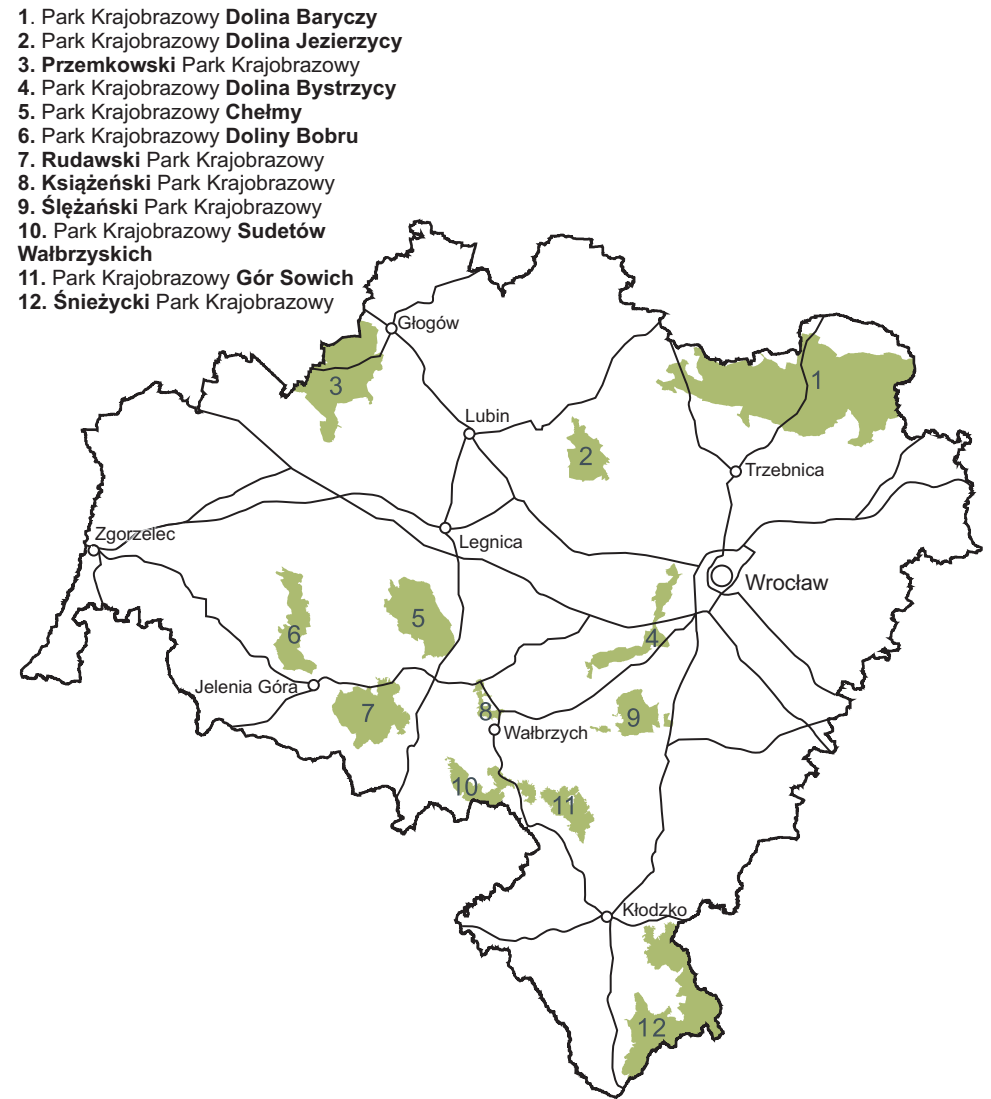 1. Park Krajobrazowy Dolina Baryczy
2. Park Krajobrazowy Dolina Jezierzycy
3. Przemkowski Park Krajobrazowy
4. Park Krajobrazowy Dolina Bystrzycy
5. Park Krajobrazowy Chełmy
6. Park Krajobrazowy Doliny Bobru
7. Rudawski Park Krajobrazowy
8. Książeński Park Krajobrazowy
9. Ślężański Park Krajobrazowy
10. Park Krajobrazowy Sudetów
Wałbrzyskich
11. Park Krajobrazowy Gór Sowich
12. Śnieżycki Park Krajobrazowy
Głogów
3
1
Lubin
2
Trzebnica
Zgorzelec
Legnica
Wrocław
5
6
4
Jelenia Góra
7
8
9
Wałbrzych
10
11
Kłodzko
12